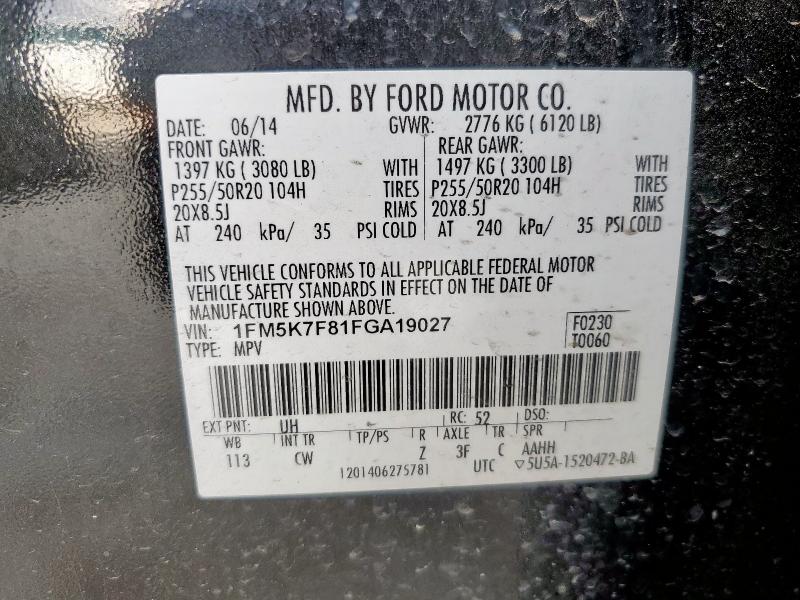 MFD. BY FORD MOTOR CO.
DATE: 06/14 GVWR: 2776 KG ( 6120 LB)
FRONT GAWR: REAR GAWR:
1397 KG ( 3080 LB) WITH 1497 KG ( 3300 LB) WITH
P255/50R20 104H TIRES P255/50R20 104H TIRES
20X8.5J RIMS 20X8.5J RIMS
AT 240 kPa/ 35 PSI COLD AT 240 kPa/ 35 PSI COLD
THIS VEHICLE CONFORMS TO ALL APPLICABLE FEDERAL MOTOR
VEHICLE SAFETY STANDARDS IN EFFECT ON THE DATE OF
MANUFACTURE SHOWN ABOVE.
VIN: 1FM5K7F81FGA19027 F0230
TYPE: MPV T0060
EXT PNT: UH RC: 52 DSO:
WB INT TR TP/PS R AXLE TR SPR
113 CW Z 3F C AAHH
1201406275781 UTC ▽5U5A-1520472-BA